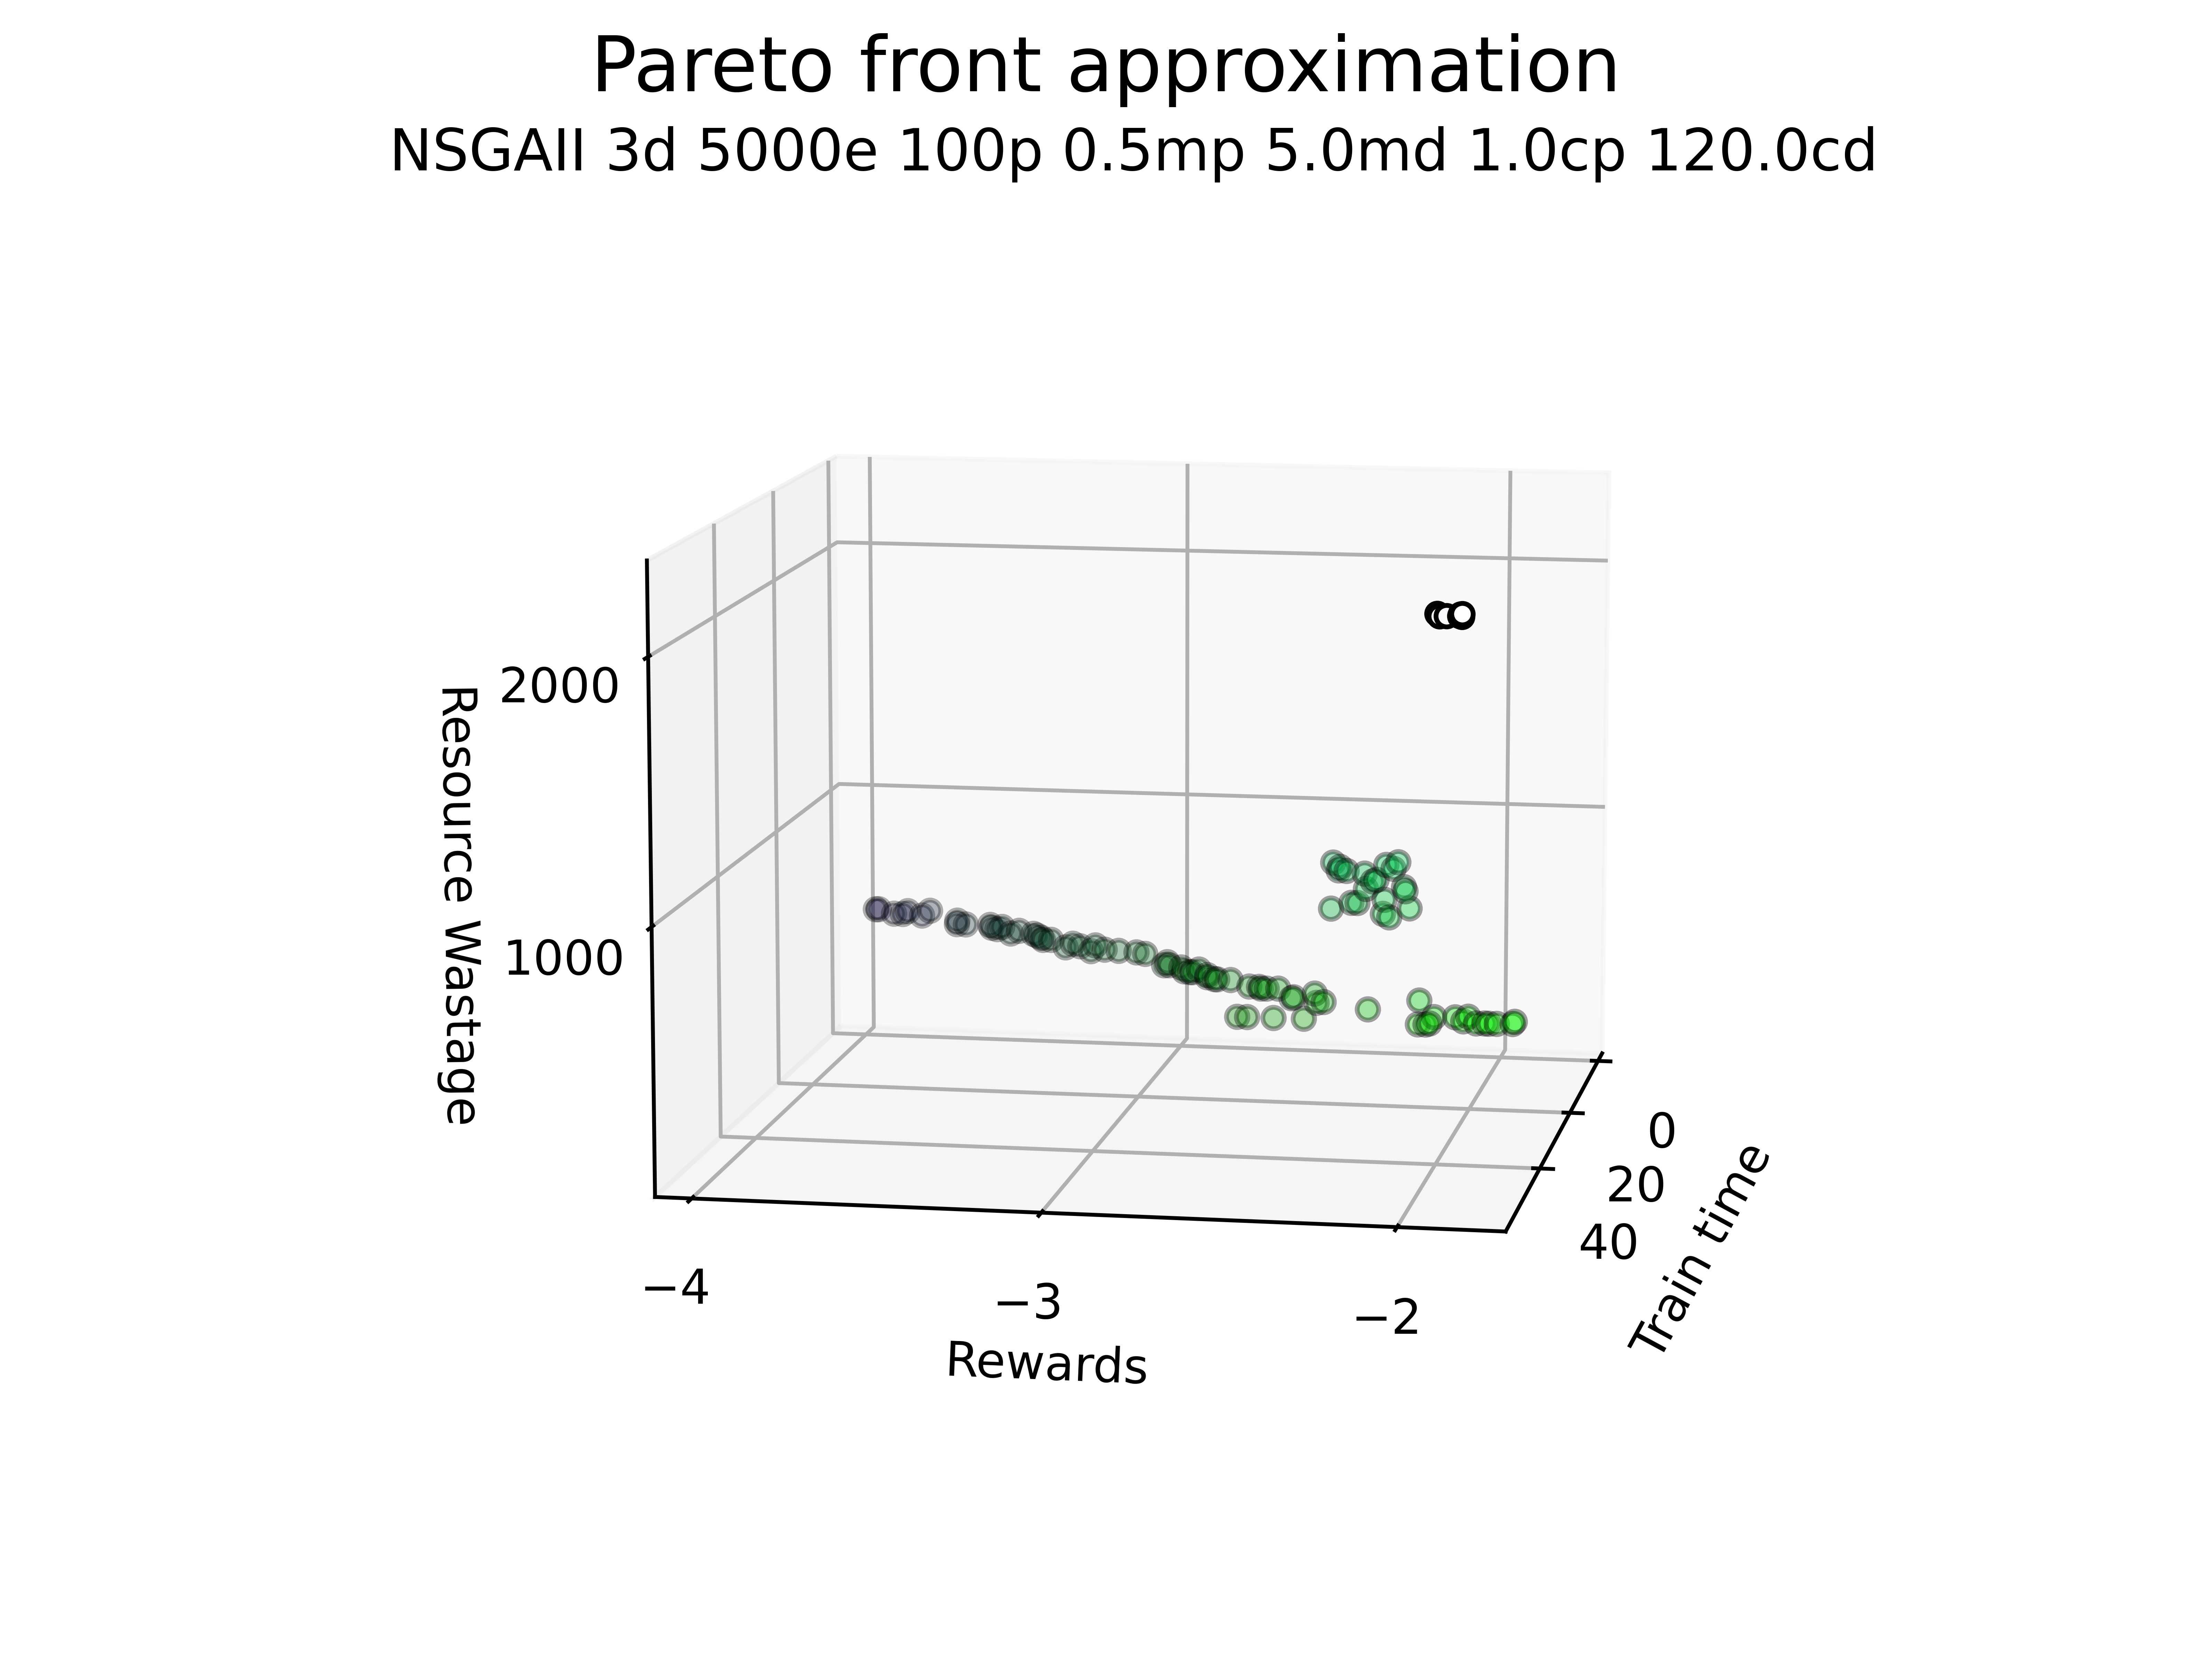 Pareto front approximation
NSGAII 3d 5000e 100p 0.5mp 5.0md 1.0cp 120.0cd
2000
1000
Resource Wastage
−4
−3
−2
Rewards
0
20
40
Train time